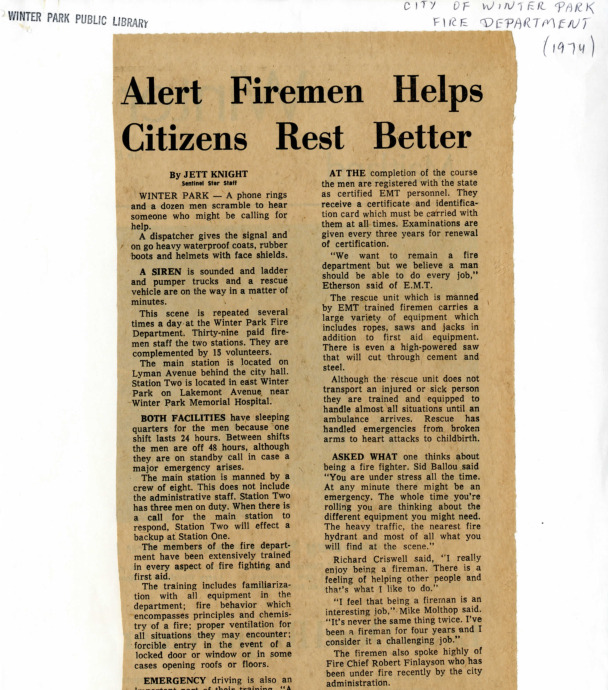 WINTER PARK PUBLIC LIBRARY
CITY OF WINTER PARK
FIRE DEPARTMENT
(1974)
Alert Firemen Helps
Citizens Rest Better
By JETT KNIGHT
Sentinel Star Staff
WINTER PARK — A phone rings
and a dozen men scramble to hear
someone who might be calling for
help.
A dispatcher gives the signal and
on go heavy waterproof coats, rubber
boots and helmets with face shields.
A SIREN is sounded and ladder
and pumper trucks and a rescue
vehicle are on the way in a matter of
minutes.
This scene is repeated several
times a day at the Winter Park Fire
Department. Thirty-nine paid fire-
men staff the two stations. They are
complemented by 15 volunteers.
The main station is located on
Lyman Avenue behind the city hall.
Station Two is located in east Winter
Park on Lakemont Avenue near
Winter Park Memorial Hospital.
BOTH FACILITIES have sleeping
quarters for the men because one
shift lasts 24 hours. Between shifts
the men are off 48 hours, although
they are on standby call in case a
major emergency arises.
The main station is manned by a
crew of eight. This does not include
the administrative staff. Station Two
has three men on duty. When there is
a call for the main station to
respond, Station Two will effect a
backup at Station One.
The members of the fire depart-
ment have been extensively trained
in every aspect of fire fighting and
first aid.
The training includes familiariza-
tion with all equipment in the
department; fire behavior which
encompasses principles and chemis-
try of a fire; proper ventilation for
all situations they may encounter;
forcible entry in the event of a
locked door or window or in some
cases opening roofs or floors.
EMERGENCY driving is also an
important part of their training. "A
AT THE completion of the course
the men are registered with the state
as certified EMT personnel. They
receive a certificate and identifica-
tion card which must be carried with
them at all times. Examinations are
given every three years for renewal
of certification.
"We want to remain a fire
department but we believe a man
should be able to do every job,"
Etherson said of E.M.T.
The rescue unit which is manned
by EMT trained firemen carries a
large variety of equipment which
includes ropes, saws and jacks in
addition to first aid equipment.
There is even a high-powered saw
that will cut through cement and
steel.
Although the rescue unit does not
transport an injured or sick person
they are trained and equipped to
handle almost all situations until an
ambulance arrives. Rescue has
handled emergencies from broken
arms to heart attacks to childbirth.
ASKED WHAT one thinks about
being a fire fighter. Sid Ballou said
"You are under stress all the time.
At any minute there might be an
emergency. The whole time you're
rolling you are thinking about the
different equipment you might need.
The heavy traffic, the nearest fire
hydrant and most of all what you
will find at the scene."
Richard Criswell said, "I really
enjoy being a fireman. There is a
feeling of helping other people and
that's what I like to do."
"I feel that being a fireman is an
interesting job," Mike Molthop said.
"It's never the same thing twice. I've
been a fireman for four years and I
consider it a challenging job."
The firemen also spoke highly of
Fire Chief Robert Finlayson who has
been under fire recently by the city
administration.